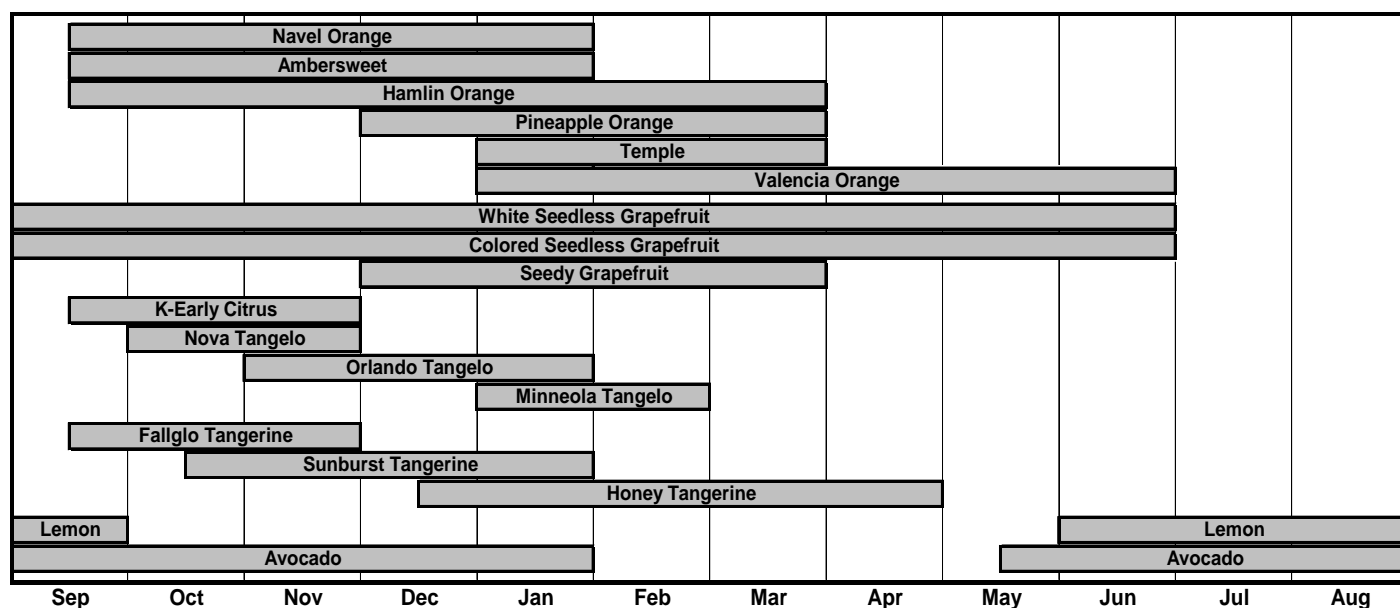 Navel Orange
Ambersweet
Hamlin Orange
Pineapple Orange
Temple
Valencia Orange
White Seedless Grapefruit
Colored Seedless Grapefruit
Seedy Grapefruit
K-Early Citrus
Nova Tangelo
Orlando Tangelo
Minneola Tangelo
Fallglo Tangerine
Sunburst Tangerine
Honey Tangerine
Lemon Lemon
Avocado Avocado
Sep Oct Nov Dec Jan Feb Mar Apr May Jun Jul Aug